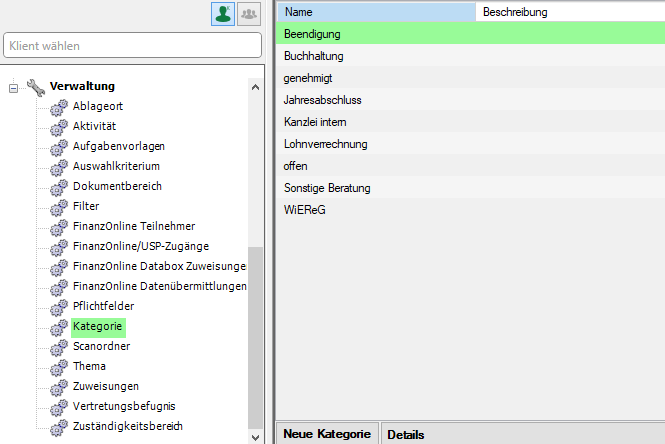 Klient wählen
Verwaltung
Ablageort
Aktivität
Aufgabenvorlagen
Auswahlkriterium
Dokumentbereich
Filter
FinanzOnline Teilnehmer
FinanzOnline/USP-Zugänge
FinanzOnline Databox Zuweisunge
FinanzOnline Datenübermittlungen
Pflichtfelder
Kategorie
Scanordner
Thema
Zuweisungen
Vertretungsbefugnis
Zuständigkeitsbereich
Name Beschreibung
Beendigung
Buchhaltung
genehmigt
Jahresabschluss
Kanzlei intern
Lohnverrechnung
offen
Sonstige Beratung
WiEReG
Neue Kategorie Details